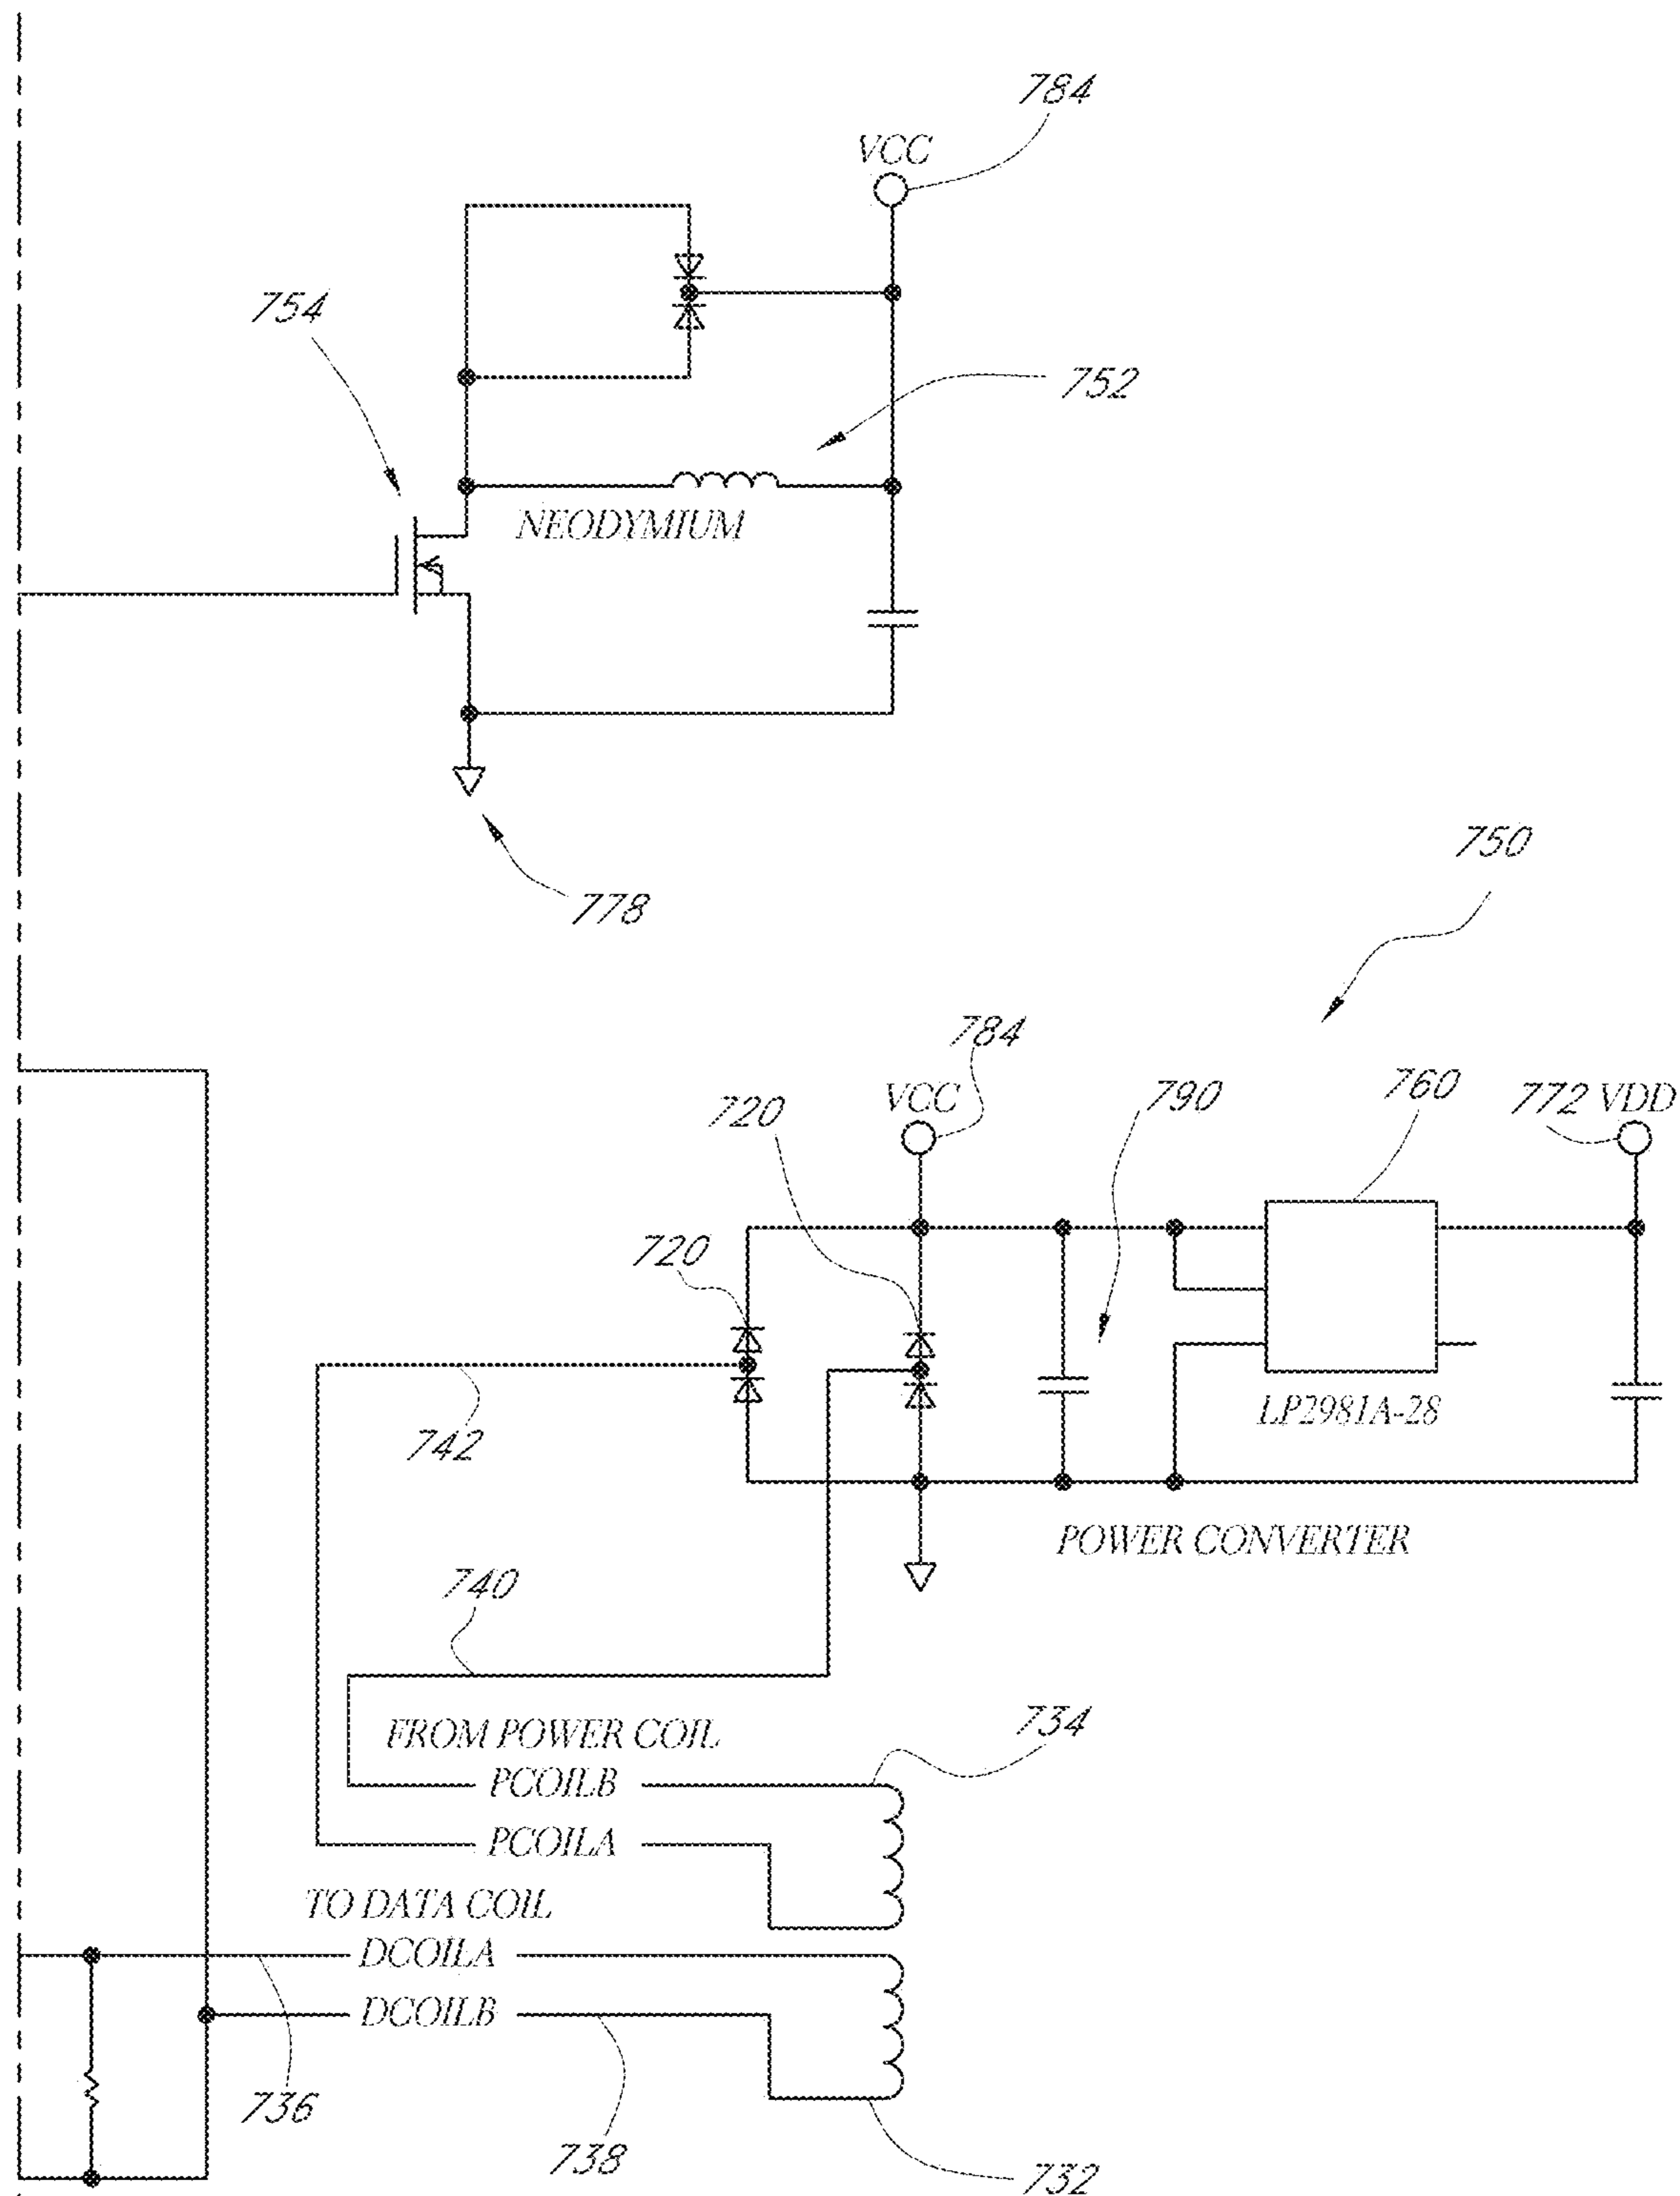 784
VCC
754
752
NEODYMIUM
778
750
784
VCC
720
790
760
772 VDD
720
742
LP2981A-28
POWER CONVERTER
740
FROM POWER COIL
734
PCOILB
PCOILA
TO DATA COIL
DCOILA
DCOILB
736
738
732